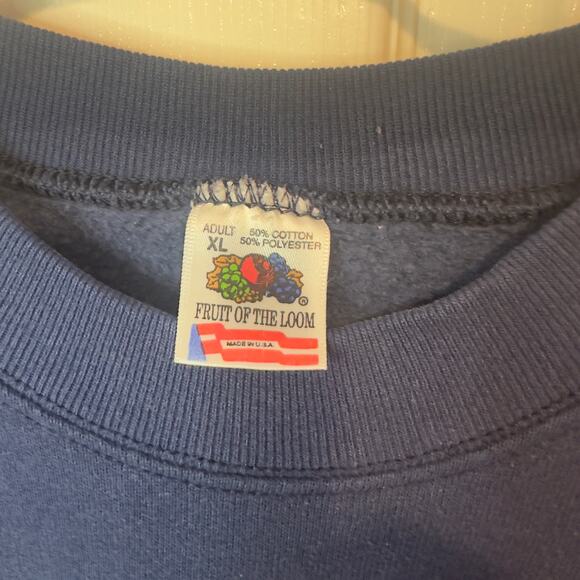 ADULT 50% COTTON
XL 50% POLYESTER
®
FRUIT OF THE LOOM
MADE IN U.S.A.